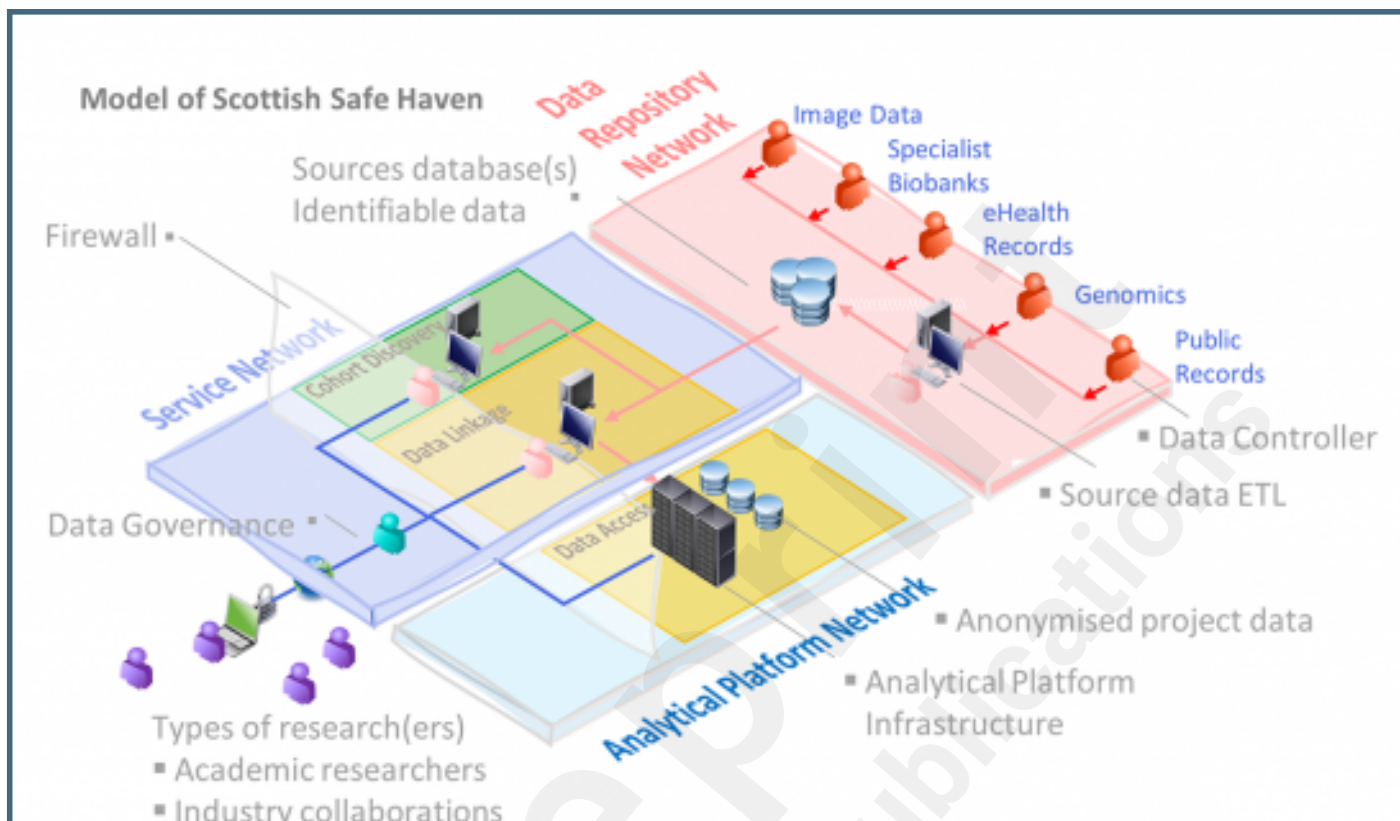 Model of Scottish Safe Haven
Data
Repository
Network
Image Data
Specialist
Biobanks
eHealth
Records
Genomics
Public
Records
Sources database(s)
Identifiable data
Firewall
Service Network
Cohort Discovery
Data Linkage
Data Access
Data Controller
Source data ETL
Data Governance
Anonymised project data
Analytical Platform Network
Analytical Platform
Infrastructure
Types of research(ers)
▪ Academic researchers
▪ Industry collaborations